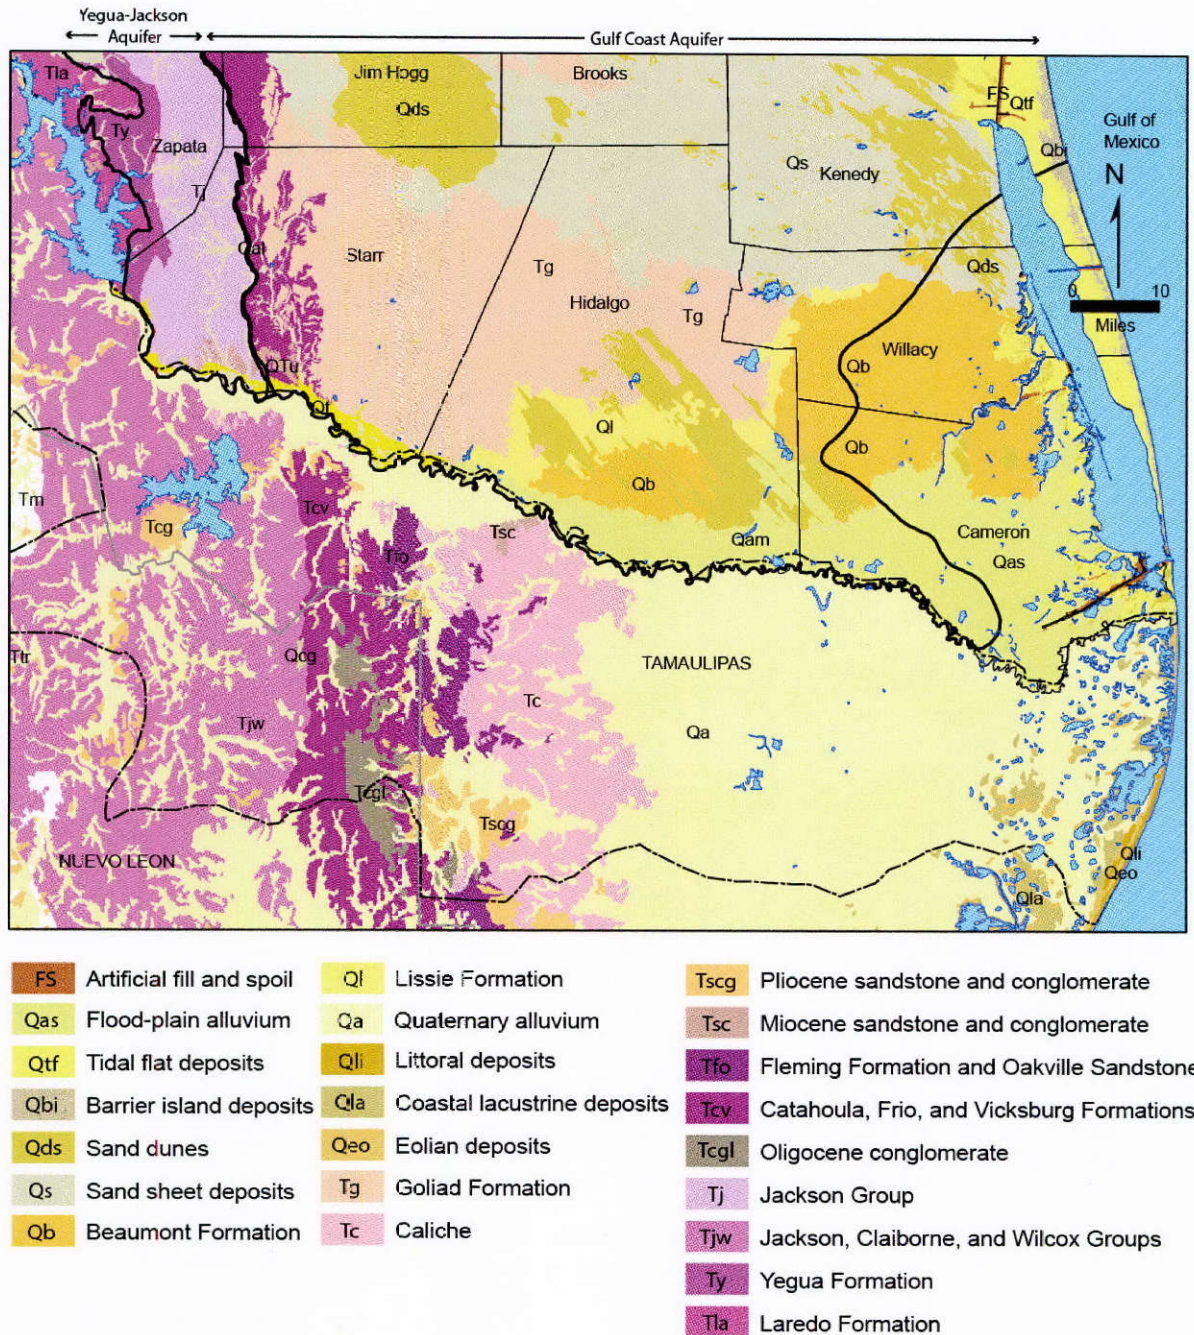 Yegua-Jackson
Aquifer
Gulf Coast Aquifer
Tla
Jim Hogg
Brooks
FS
Qtf
Qds
Gulf of
Mexico
Ty
Zapata
Qbi
Qs
Kenedy
N
Tj
Qal
Starr
Tg
Qds
Hidalgo
0 10
Tg
Miles
Willacy
QTu
Qb
Ql
Ql
Qb
Tm
Qb
Tcv
Tcg
Tsc
Cameron
Qam
Tfo
Qas
Ttr
Qcg
TAMAULIPAS
Tc
Tjw
Qa
Tcgl
Tscg
NUEVO LEON
Qli
Qeo
Qla
FS Artificial fill and spoil
Qas Flood-plain alluvium
Qtf Tidal flat deposits
Qbi Barrier island deposits
Qds Sand dunes
Qs Sand sheet deposits
Qb Beaumont Formation
Ql Lissie Formation
Qa Quaternary alluvium
Qli Littoral deposits
Qla Coastal lacustrine deposits
Qeo Eolian deposits
Tg Goliad Formation
Tc Caliche
Tscg Pliocene sandstone and conglomerate
Tsc Miocene sandstone and conglomerate
Tfo Fleming Formation and Oakville Sandstone
Tcv Catahoula, Frio, and Vicksburg Formations
Tcgl Oligocene conglomerate
Tj Jackson Group
Tjw Jackson, Claiborne, and Wilcox Groups
Ty Yegua Formation
Tla Laredo Formation